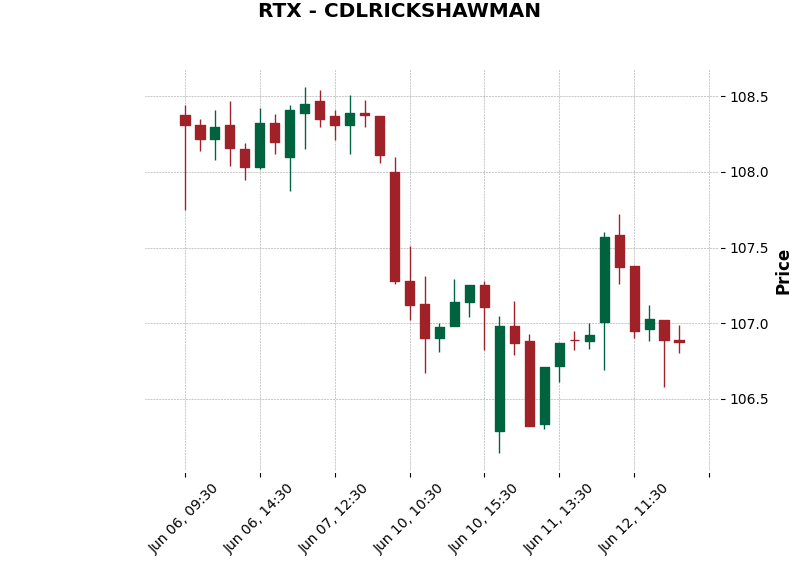 RTX - CDLRICKSHAWMAN
108.5
108.0
107.5
107.0
106.5
Price
Jun 06, 09:30
Jun 06, 14:30
Jun 07, 12:30
Jun 10, 10:30
Jun 10, 15:30
Jun 11, 13:30
Jun 12, 11:30